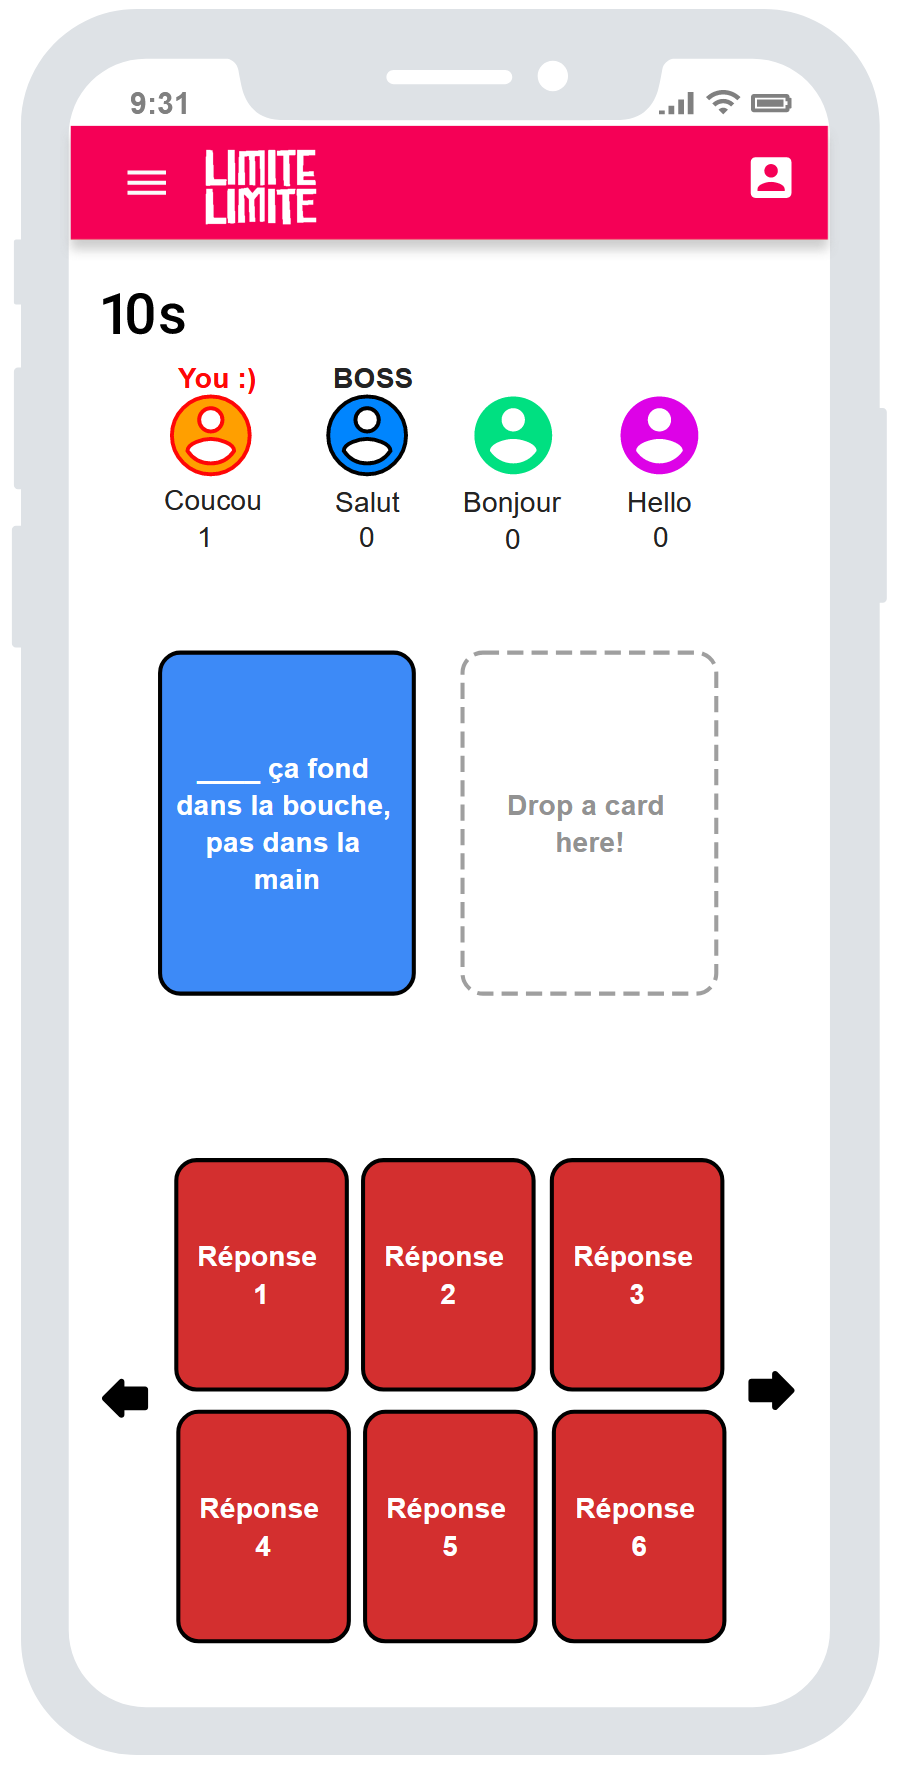 9:31
LIMITE
LIMITE
10s
You :) BOSS
Coucou Salut Bonjour Hello
1 0 0 0
____ ça fond
dans la bouche,
pas dans la
main
Drop a card
here!
Réponse
1
Réponse
2
Réponse
3
Réponse
4
Réponse
5
Réponse
6